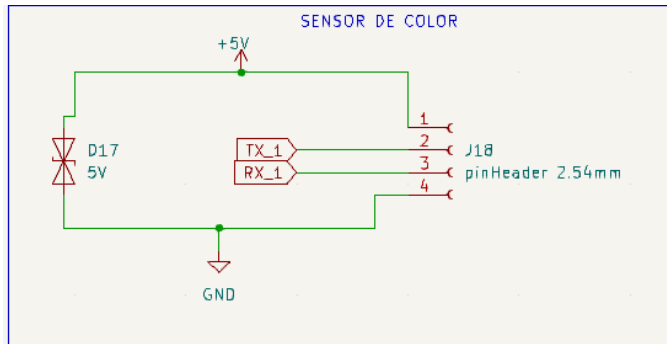 SENSOR DE COLOR
+5V
1
D17
5V
TX_1
2
J18
RX_1
3
pinHeader 2.54mm
4
GND